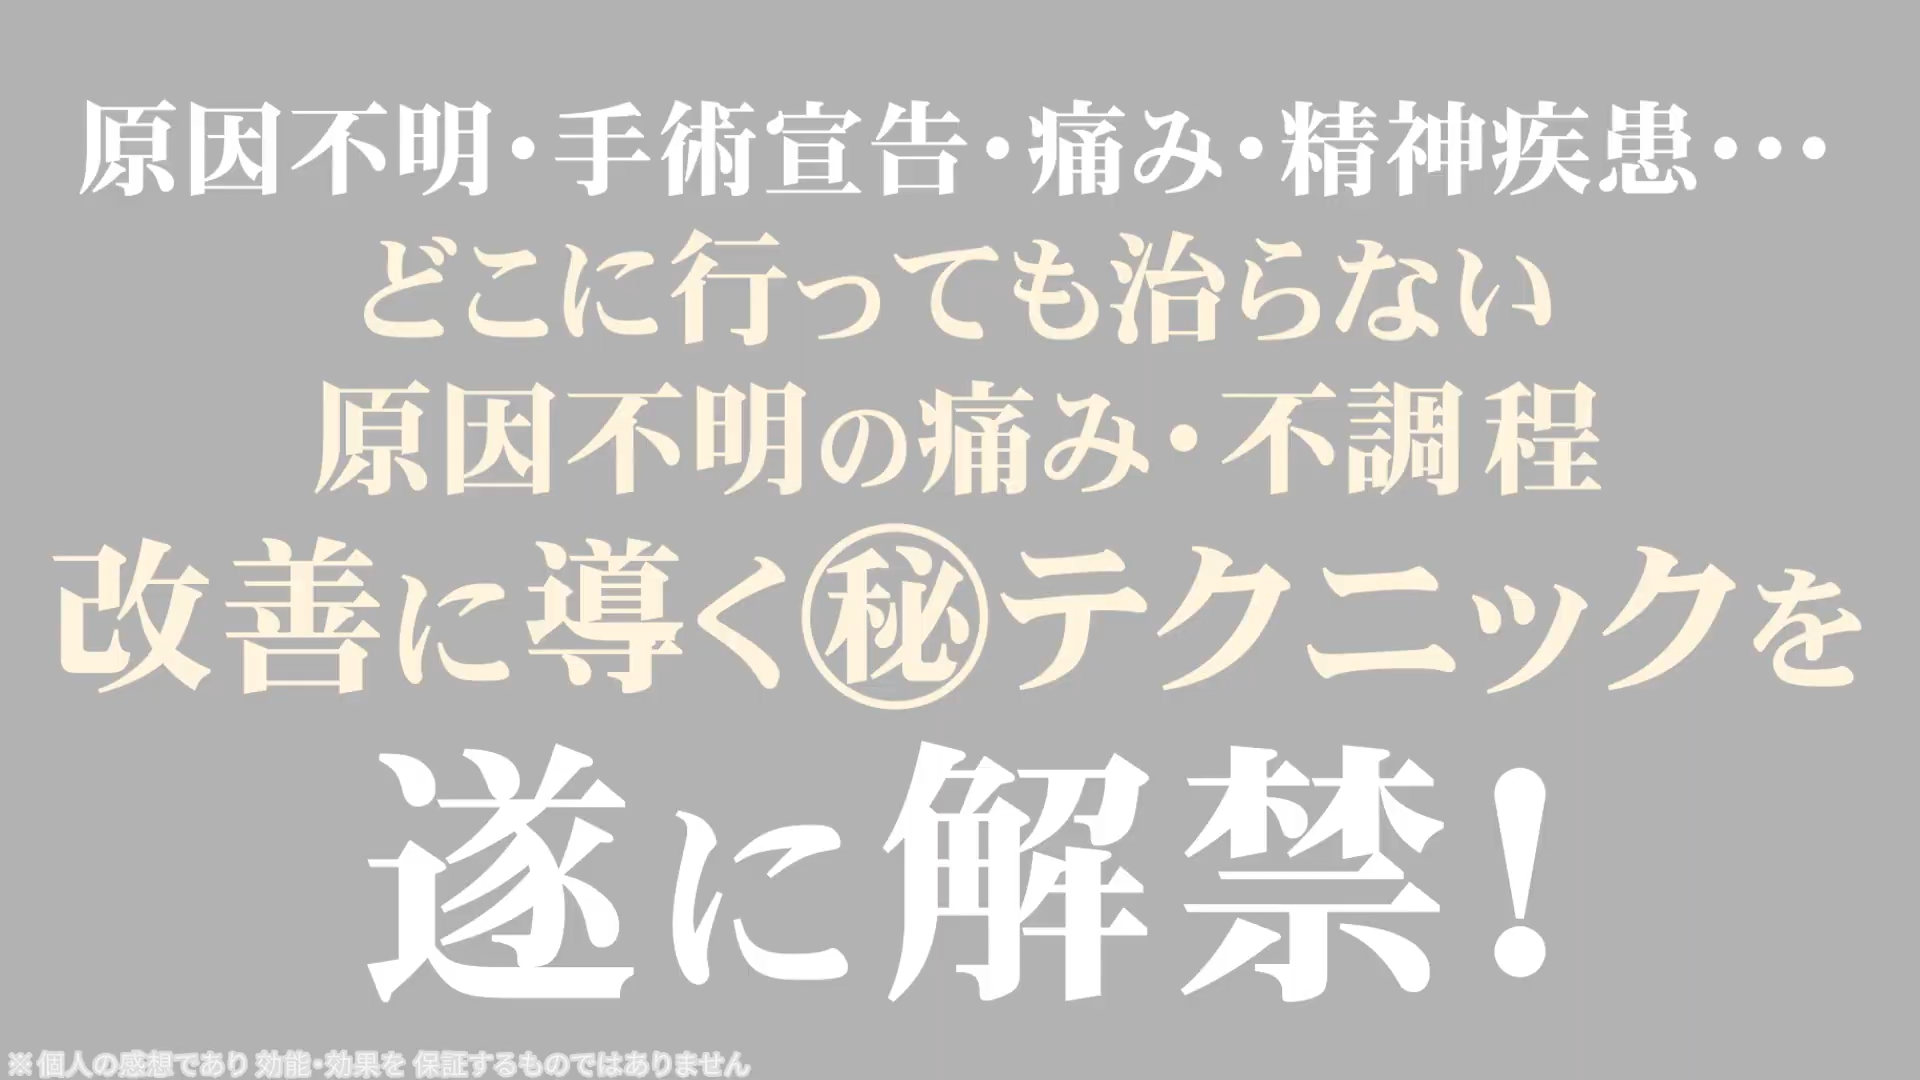 原因不明・手術宣告・痛み・精神疾患・・・
どこに行っても治らない
原因不明の痛み・不調程
改善に導く㊙テクニックを
遂に解禁！
※個人の感想であり 効能・効果を 保証するものではありません